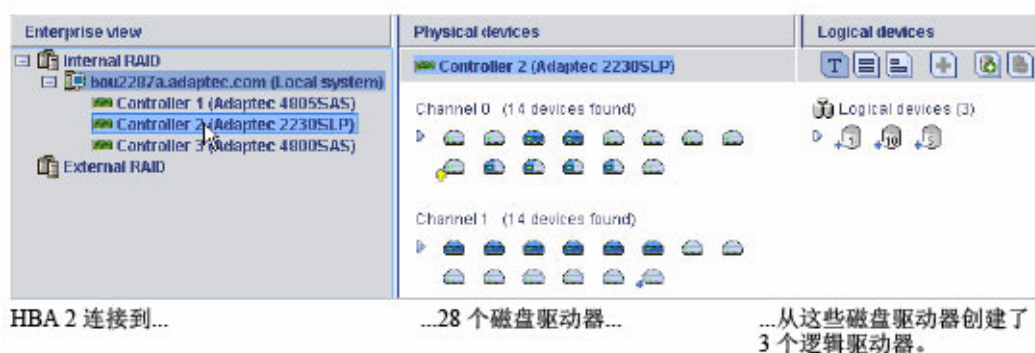 Enterprise view
Internal RAID
bou2287a.adaptec.com (Local system)
Controller 1 (Adaptec 4805SAS)
Controller 2 (Adaptec 2230SLP)
Controller 3 (Adaptec 4800SAS)
External RAID
Physical devices
Controller 2 (Adaptec 2230SLP)
Channel 0 (14 devices found)
Channel 1 (14 devices found)
Logical devices
T
Logical devices (3)
1 10 5
HBA 2 连接到...
...28 个磁盘驱动器...
...从这些磁盘驱动器创建了
3 个逻辑驱动器。